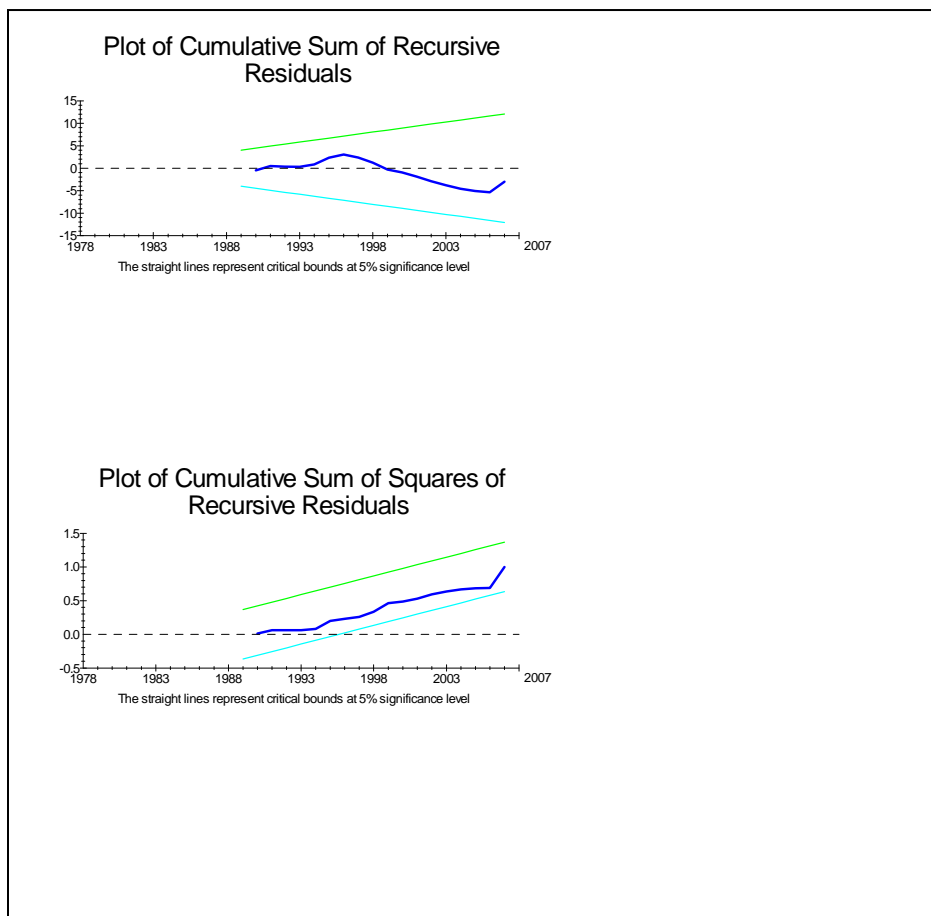 Plot of Cumulative Sum of Recursive
Residuals
15
10
5
0
-5
-10
-15
1978 1983 1988 1993 1998 2003 2007
The straight lines represent critical bounds at 5% significance level
Plot of Cumulative Sum of Squares of
Recursive Residuals
1.5
1.0
0.5
0.0
-0.5
1978 1983 1988 1993 1998 2003 2007
The straight lines represent critical bounds at 5% significance level